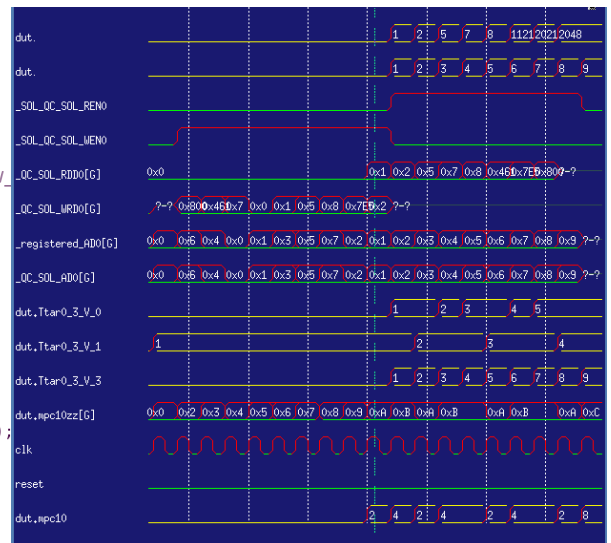 dut. 1 2 5 7 8 2048
dut. 1 2 3 4 5 6 7 8 9
_SOL_QC_SOL_REN0
_SOL_QC_SOL_WEN0
_QC_SOL_RDD0[G] 0x0 0x1 0x2 0x5 0x7 0x8 ?-?
_QC_SOL_WRD0[G] ?-? 0x7 0x0 0x1 0x5 0x8 0x2 ?-?
_registered_AD0[G] 0x0 0x6 0x4 0x0 0x1 0x3 0x5 0x7 0x2 0x1 0x2 0x3 0x4 0x5 0x6 0x7 0x8 0x9 ?-?
_QC_SOL_AD0[G] 0x0 0x6 0x4 0x0 0x1 0x3 0x5 0x7 0x2 0x1 0x2 0x3 0x4 0x5 0x6 0x7 0x8 0x9 ?-?
dut.Ttar0_3_V_0 1 2 3 4 5
dut.Ttar0_3_V_1 1 2 3 4
dut.Ttar0_3_V_3 1 2 3 4 5 6 7 8 9
dut.mpc10zz[G] 0x0 0x2 0x3 0x4 0x5 0x6 0x7 0x8 0x9 0xA 0xB 0xA 0xB 0xA 0xB 0xA 0xC
);
clk
reset
dut.mpc10 2 4 2 4 2 4 2 8